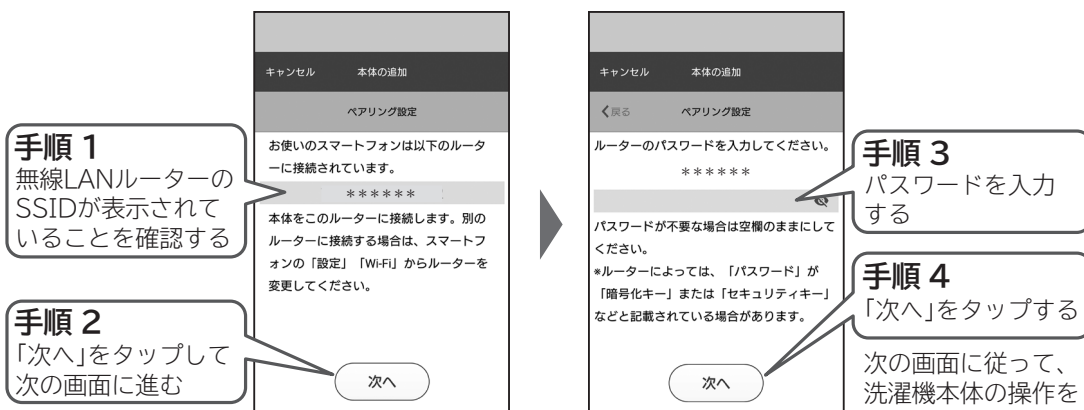 手順 1
無線LANルーターの
SSIDが表示されて
いることを確認する
手順 2
「次へ」をタップして
次の画面に進む
キャンセル 本体の追加
ペアリング設定
お使いのスマートフォンは以下のルータ
ーに接続されています。
******
本体をこのルーターに接続します。別の
ルーターに接続する場合は、スマートフ
ォンの「設定」「Wi-Fi」からルーターを
変更してください。
次へ
キャンセル 本体の追加
戻る ペアリング設定
ルーターのパスワードを入力してください。
******
パスワードが不要な場合は空欄のままにして
ください。
*ルーターによっては、「パスワード」が
「暗号化キー」または「セキュリティキー」
などと記載されている場合があります。
次へ
手順 3
パスワードを入力
する
手順 4
「次へ」をタップする
次の画面に従って、
洗濯機本体の操作を